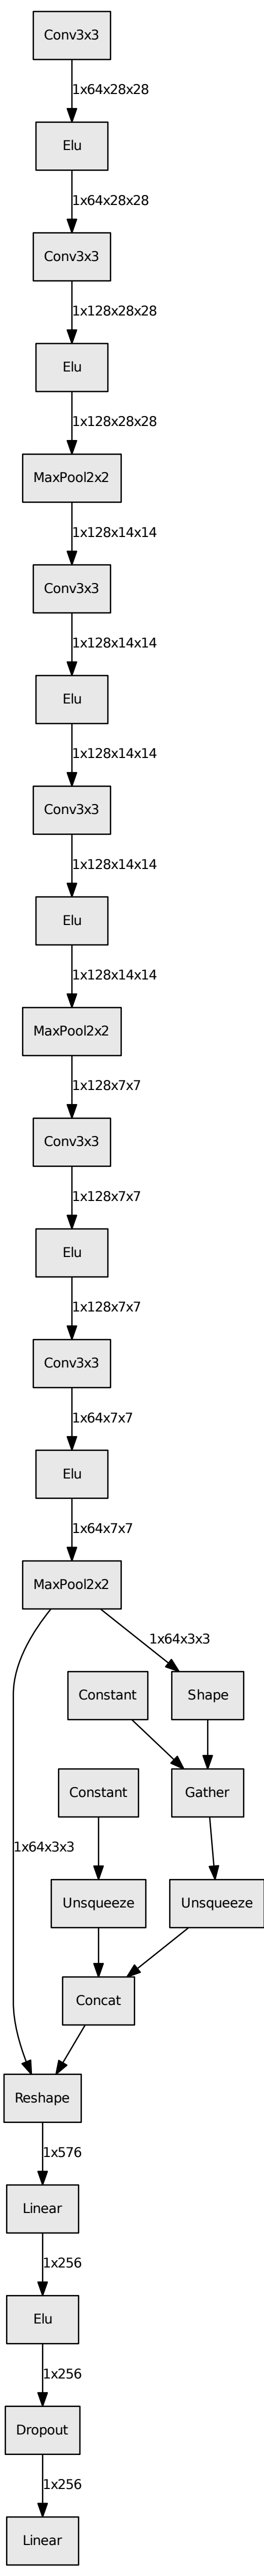 Conv3x3
1x64x28x28
Elu
1x64x28x28
Conv3x3
1x128x28x28
Elu
1x128x28x28
MaxPool2x2
1x128x14x14
Conv3x3
1x128x14x14
Elu
1x128x14x14
Conv3x3
1x128x14x14
Elu
1x128x14x14
MaxPool2x2
1x128x7x7
Conv3x3
1x128x7x7
Elu
1x128x7x7
Conv3x3
1x64x7x7
Elu
1x64x7x7
MaxPool2x2
1x64x3x3
Constant
Shape
Constant
Gather
1x64x3x3
Unsqueeze
Unsqueeze
Concat
Reshape
1x576
Linear
1x256
Elu
1x256
Dropout
1x256
Linear